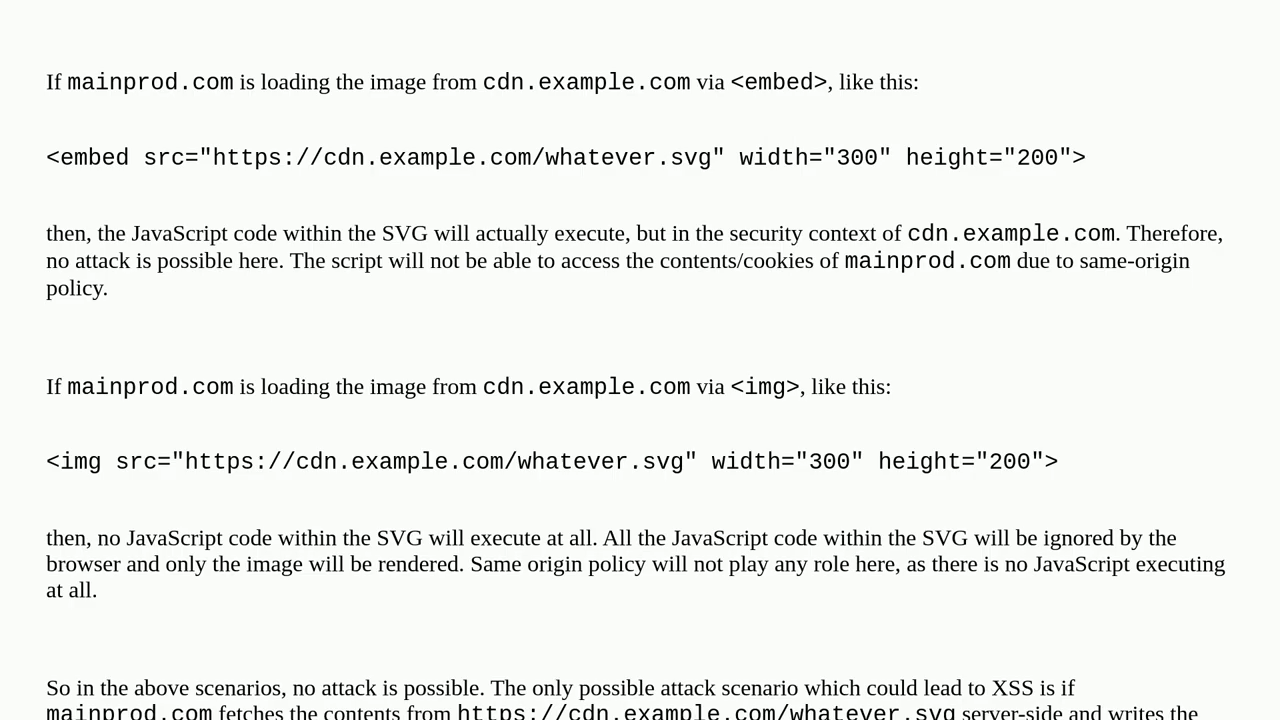 If mainprod.com is loading the image from cdn.example.com via <embed>, like this:
<embed src="https://cdn.example.com/whatever.svg" width="300" height="200">
then, the JavaScript code within the SVG will actually execute, but in the security context of cdn.example.com. Therefore,
no attack is possible here. The script will not be able to access the contents/cookies of mainprod.com due to same-origin
policy.
If mainprod.com is loading the image from cdn.example.com via <img>, like this:
<img src="https://cdn.example.com/whatever.svg" width="300" height="200">
then, no JavaScript code within the SVG will execute at all. All the JavaScript code within the SVG will be ignored by the
browser and only the image will be rendered. Same origin policy will not play any role here, as there is no JavaScript executing
at all.
So in the above scenarios, no attack is possible. The only possible attack scenario which could lead to XSS is if
mainprod.com fetches the contents from https://cdn.example.com/whatever.svg server-side and writes the